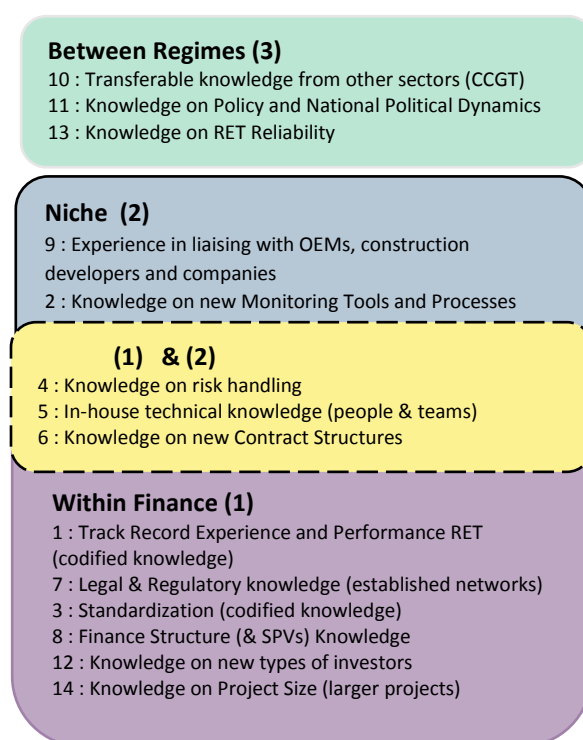 Between Regimes (3)
10 : Transferable knowledge from other sectors (CCGT)
11 : Knowledge on Policy and National Political Dynamics
13 : Knowledge on RET Reliability
Niche (2)
9 : Experience in liaising with OEMs, construction
developers and companies
2 : Knowledge on new Monitoring Tools and Processes
(1) & (2)
4 : Knowledge on risk handling
5 : In-house technical knowledge (people & teams)
6 : Knowledge on new Contract Structures
Within Finance (1)
1 : Track Record Experience and Performance RET
(codified knowledge)
7 : Legal & Regulatory knowledge (established networks)
3 : Standardization (codified knowledge)
8 : Finance Structure (& SPVs) Knowledge
12 : Knowledge on new types of investors
14 : Knowledge on Project Size (larger projects)